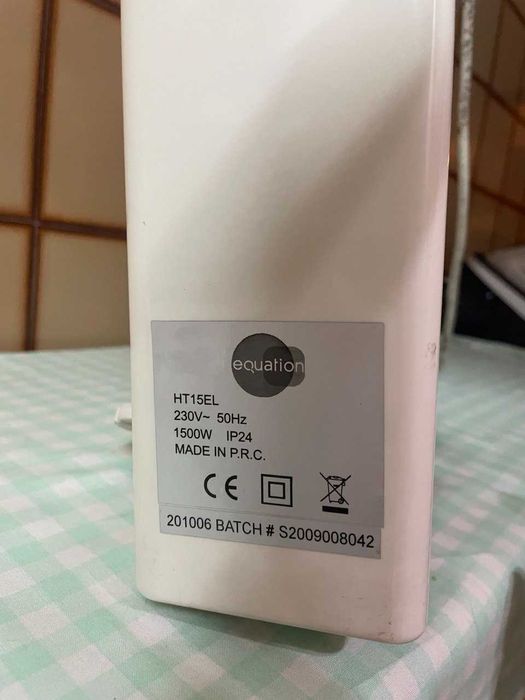 equation
HT15EL
230V~ 50Hz
1500W IP24
MADE IN P.R.C.
CE
201006 BATCH # S2009008042